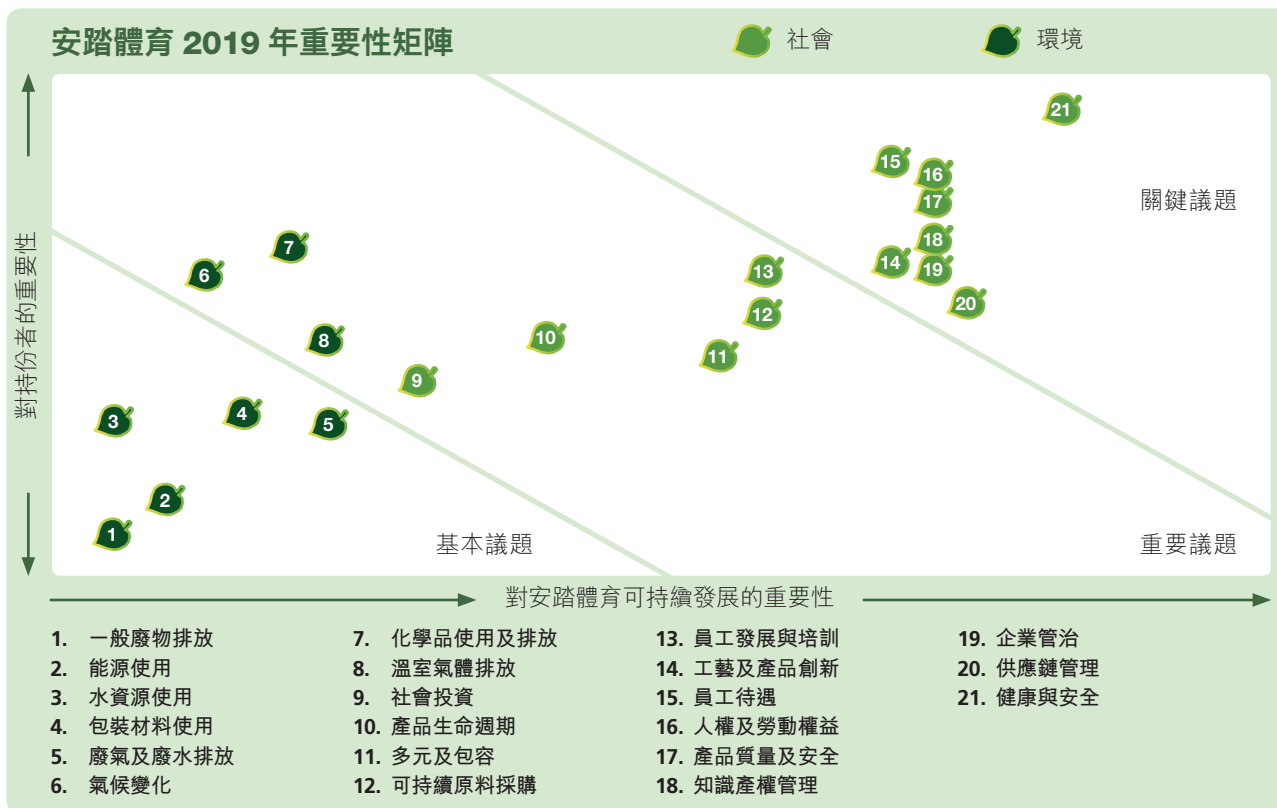 安踏體育 2019 年重要性矩陣
社會
環境
對持份者的重要性
21
15
16
17
關鍵議題
18
14
19
20
13
12
11
10
9
7
6
8
3
4
5
2
1
基本議題
重要議題
對安踏體育可持續發展的重要性
1. 一般廢物排放
2. 能源使用
3. 水資源使用
4. 包裝材料使用
5. 廢氣及廢水排放
6. 氣候變化
7. 化學品使用及排放
8. 溫室氣體排放
9. 社會投資
10. 產品生命週期
11. 多元及包容
12. 可持續原料採購
13. 員工發展與培訓
14. 工藝及產品創新
15. 員工待遇
16. 人權及勞動權益
17. 產品質量及安全
18. 知識產權管理
19. 企業管治
20. 供應鏈管理
21. 健康與安全